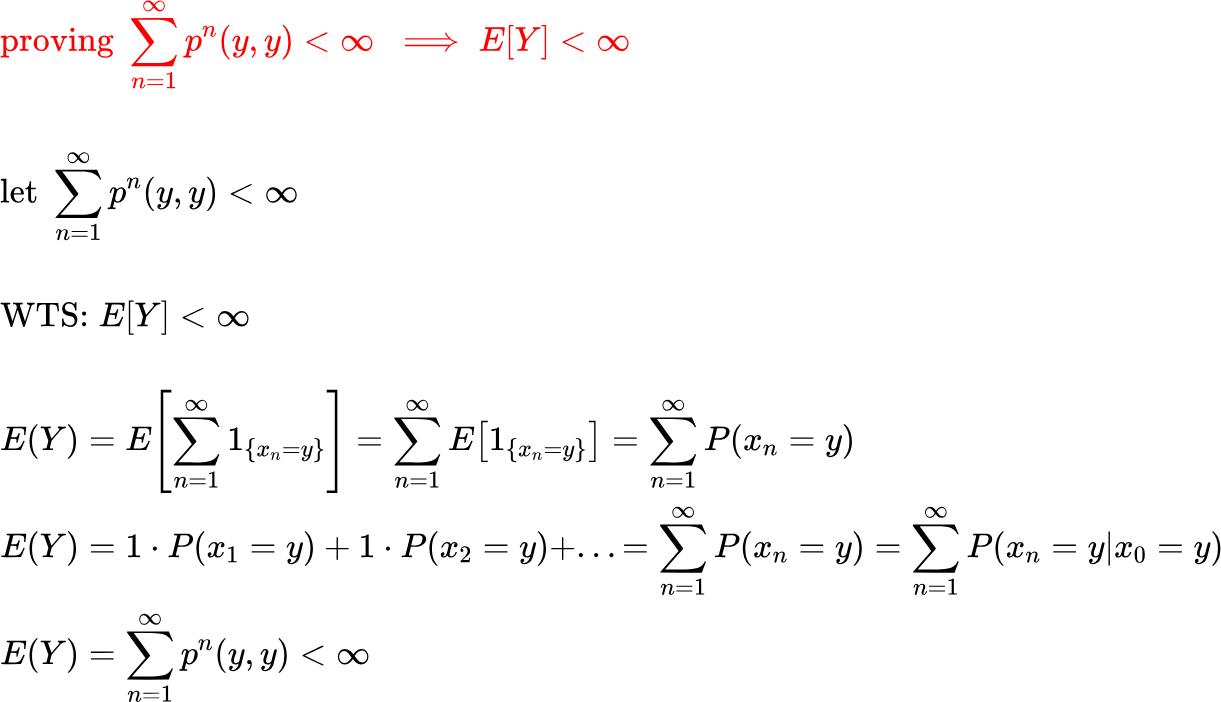 proving $\sum_{n=1}^{\infty} p^n(y,y) < \infty \implies E[Y] < \infty$
let $\sum_{n=1}^{\infty} p^n(y,y) < \infty$
WTS: $E[Y] < \infty$
$E(Y) = E\left[\sum_{n=1}^{\infty} 1_{\{x_n=y\}}\right] = \sum_{n=1}^{\infty} E\left[1_{\{x_n=y\}}\right] = \sum_{n=1}^{\infty} P(x_n = y)$
$E(Y) = 1 \cdot P(x_1 = y) + 1 \cdot P(x_2 = y) + \ldots = \sum_{n=1}^{\infty} P(x_n = y) = \sum_{n=1}^{\infty} P(x_n = y | x_0 = y)$
$E(Y) = \sum_{n=1}^{\infty} p^n(y,y) < \infty$